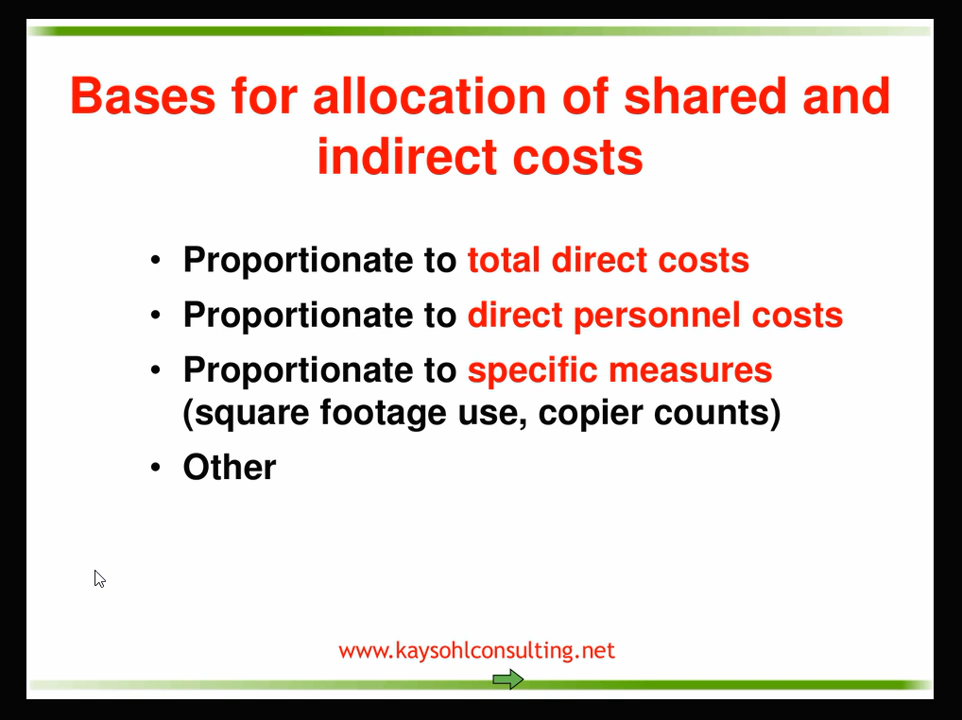 Bases for allocation of shared and
indirect costs
• Proportionate to total direct costs
• Proportionate to direct personnel costs
• Proportionate to specific measures
(square footage use, copier counts)
• Other
www.kaysohlconsulting.net